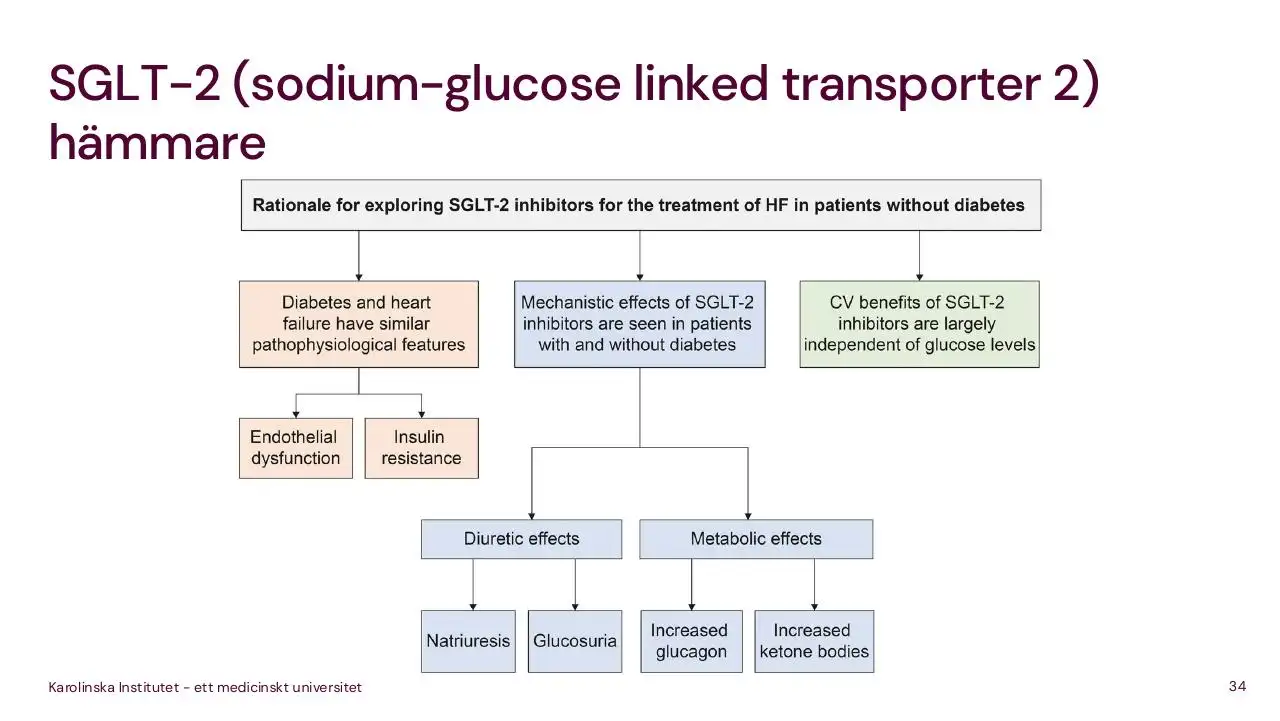 SGLT-2 (sodium-glucose linked transporter 2)
hämmare
Rationale for exploring SGLT-2 inhibitors for the treatment of HF in patients without diabetes
Diabetes and heart
failure have similar
pathophysiological features
Mechanistic effects of SGLT-2
inhibitors are seen in patients
with and without diabetes
CV benefits of SGLT-2
inhibitors are largely
independent of glucose levels
Endothelial
dysfunction
Insulin
resistance
Diuretic effects
Metabolic effects
Natriuresis
Glucosuria
Increased
glucagon
Increased
ketone bodies
Karolinska Institutet - ett medicinskt universitet
34